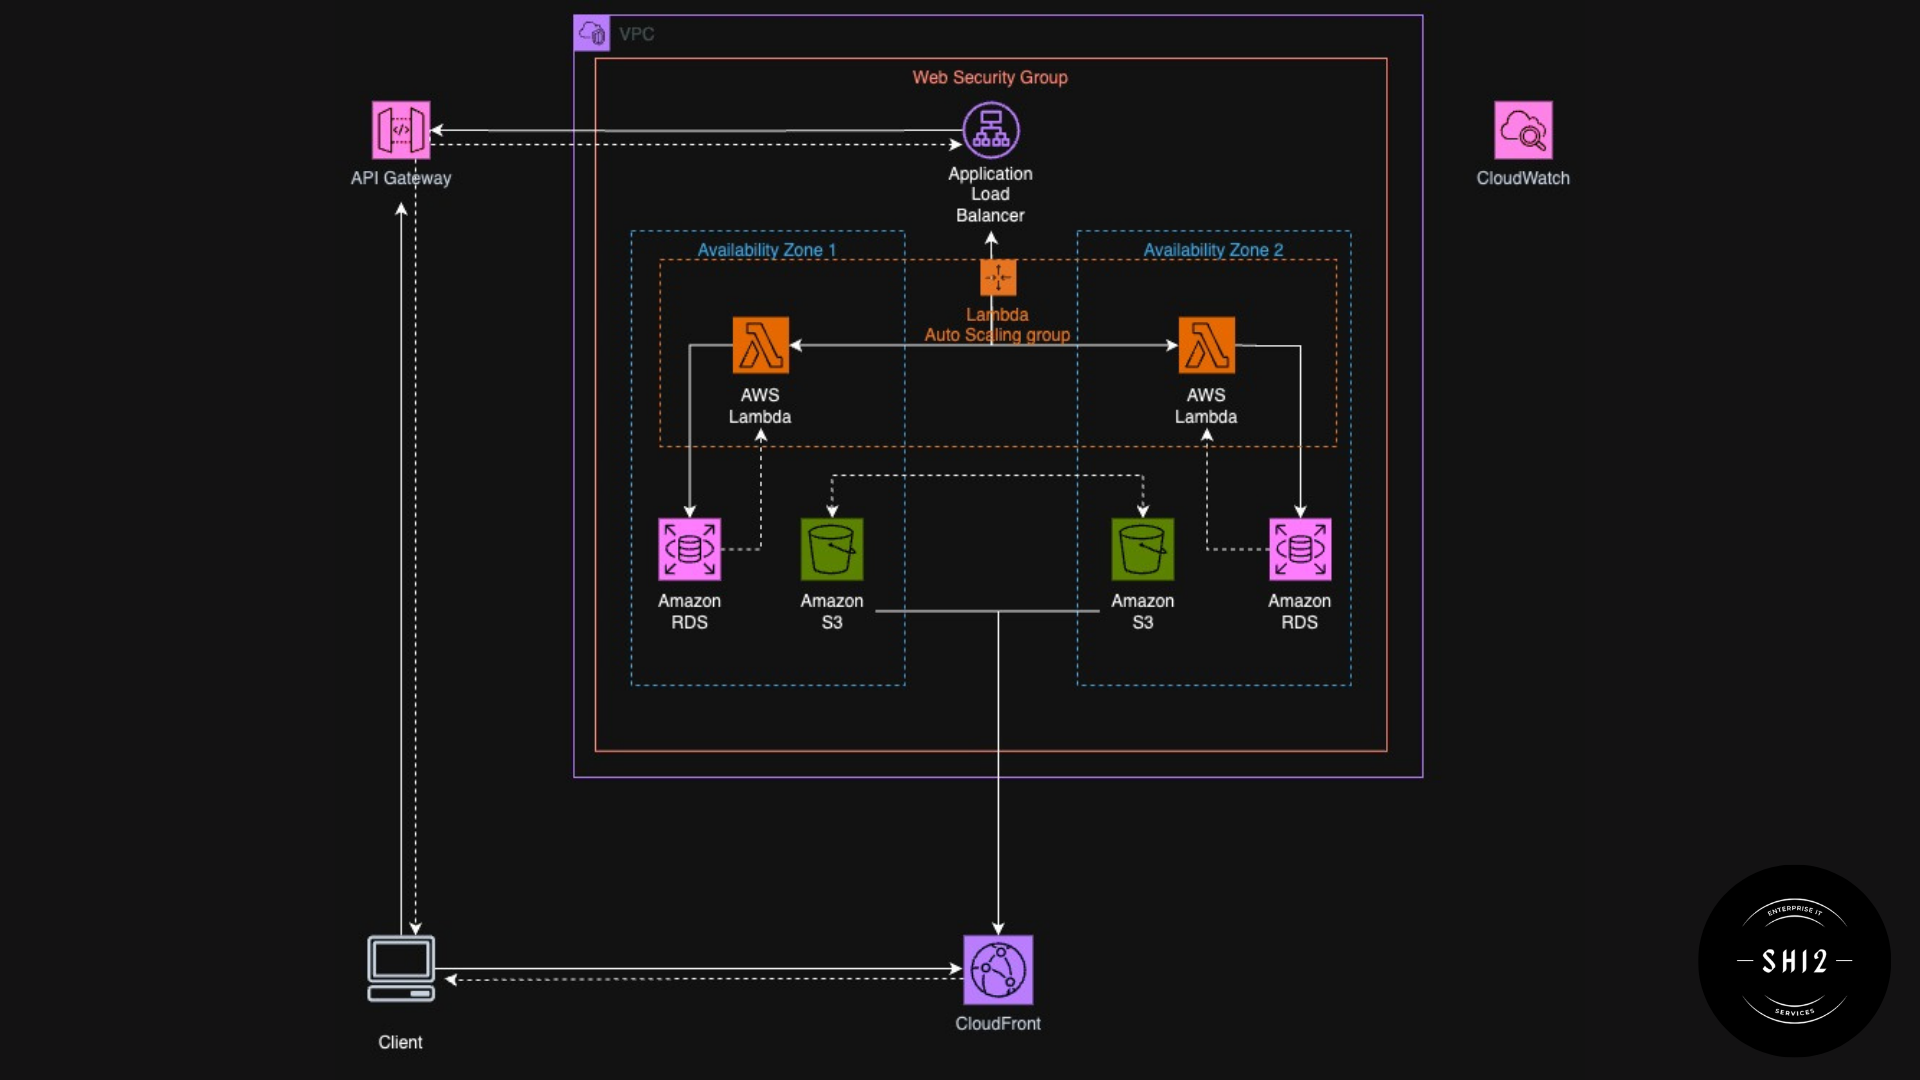 VPC
Web Security Group
API Gateway
Application
Load
Balancer
CloudWatch
Availability Zone 1
Availability Zone 2
Lambda
Auto Scaling group
AWS
Lambda
AWS
Lambda
Amazon
RDS
Amazon
S3
Amazon
S3
Amazon
RDS
Client
CloudFront
ENTERPRISE IT
SH12
SERVICES